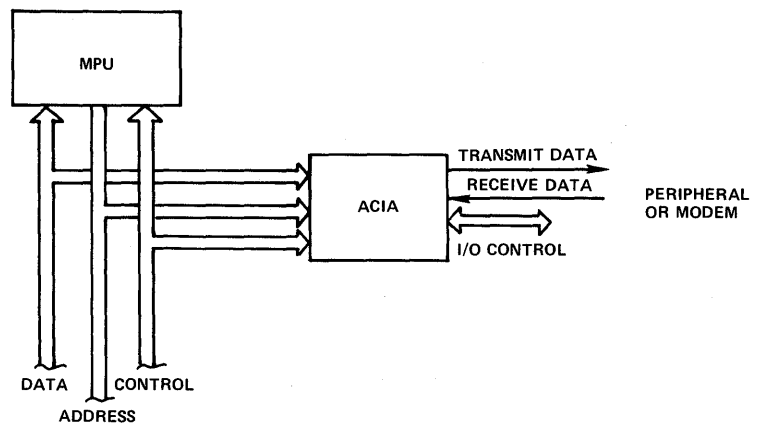 MPU
TRANSMIT DATA
RECEIVE DATA
ACIA
PERIPHERAL
OR MODEM
I/O CONTROL
DATA
CONTROL
ADDRESS